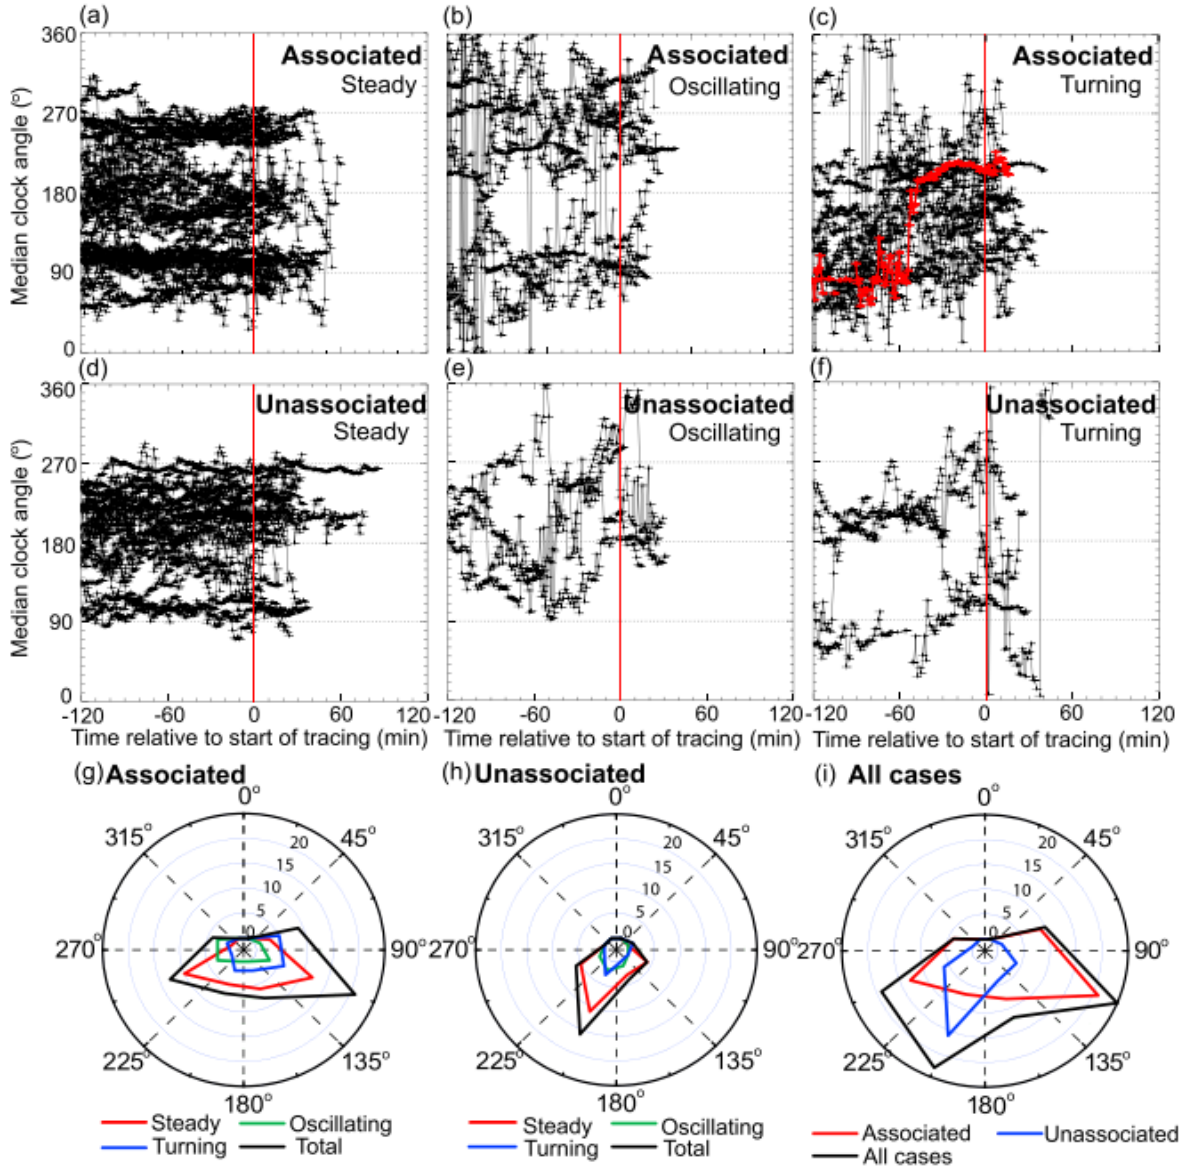 (a)
(b)
(c)
360
270
180
90
0
Median clock angle (°)
Associated
Steady
Associated
Oscillating
Associated
Turning
(d)
(e)
(f)
360
270
180
90
0
Median clock angle (°)
Unassociated
Steady
Unassociated
Oscillating
Unassociated
Turning
-120 -60 0 60 120
-120 -60 0 60 120
-120 -60 0 60 120
Time relative to start of tracing (min)
Time relative to start of tracing (min)
Time relative to start of tracing (min)
(g) Associated
0°
315° 45°
20
15
10
5
0
270° 90°
225° 135°
180°
Steady Oscillating
Turning Total
(h) Unassociated
0°
315° 45°
20
15
10
5
0
270° 90°
225° 135°
180°
Steady Oscillating
Turning Total
(i) All cases
0°
315° 45°
20
15
10
5
0
270° 90°
225° 135°
180°
Associated Unassociated
All cases